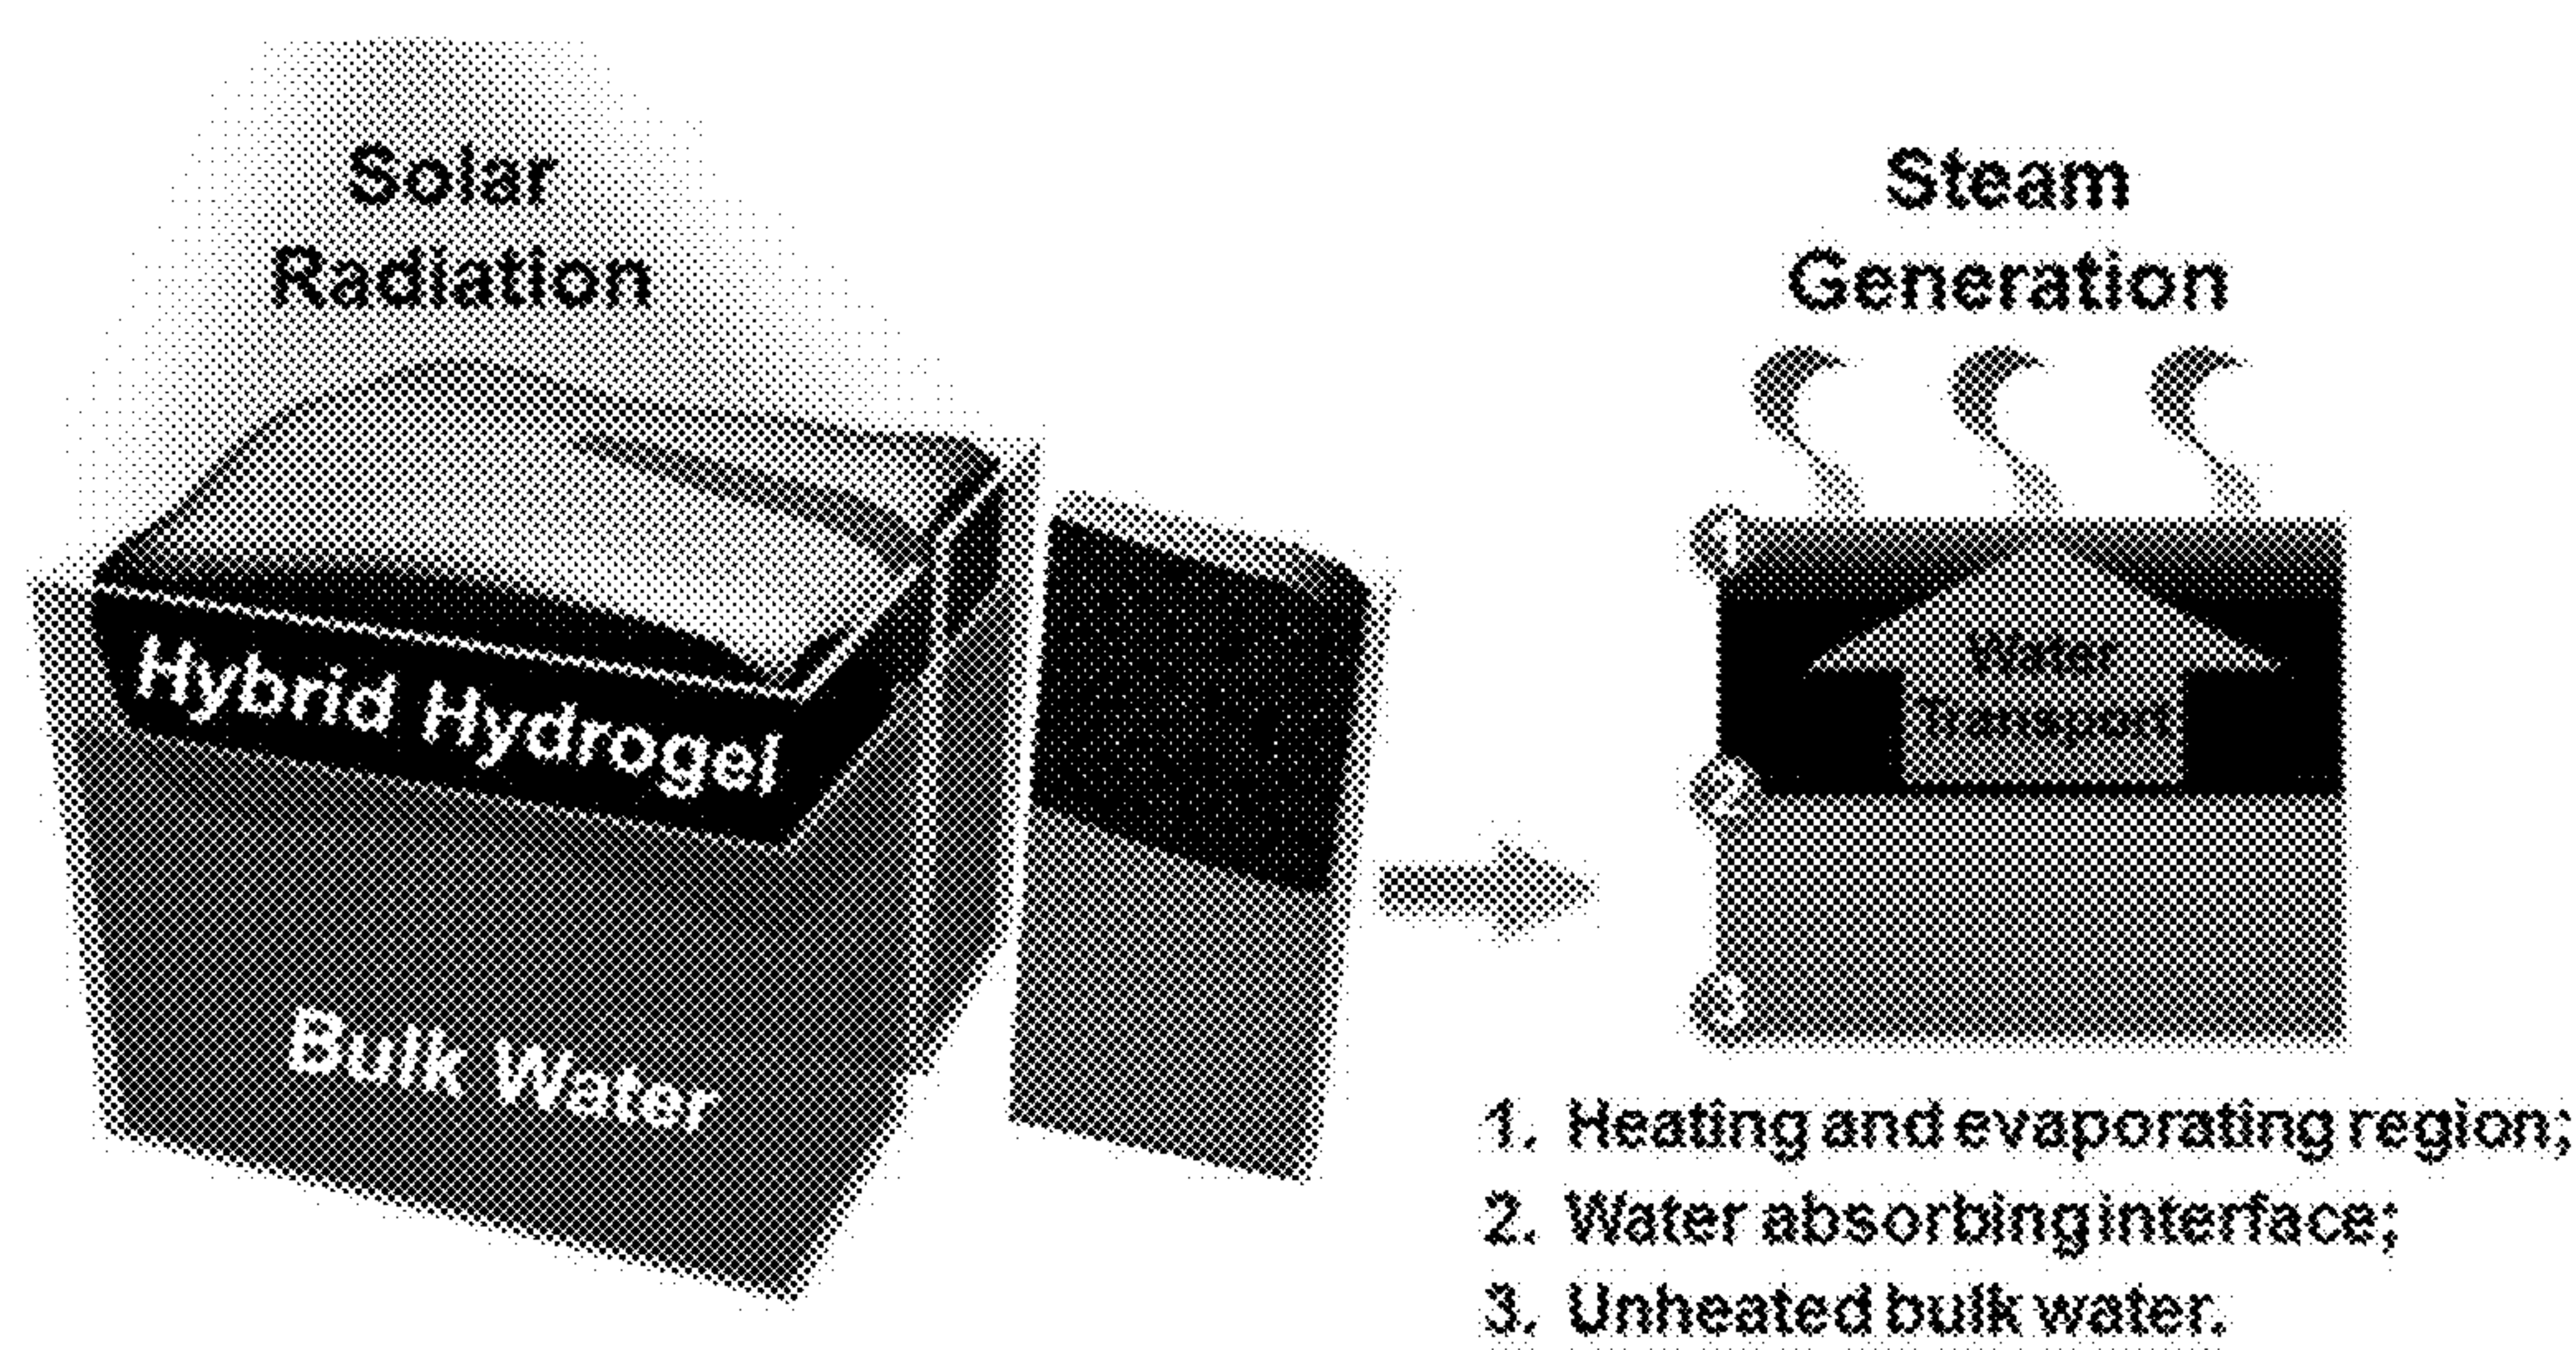 Solar
Radiation
Hybrid Hydrogel
Bulk Water
Steam
Generation
1
Water
Transport
2
3
1. Heating and evaporating region;
2. Water absorbing interface;
3. Unheated bulk water.